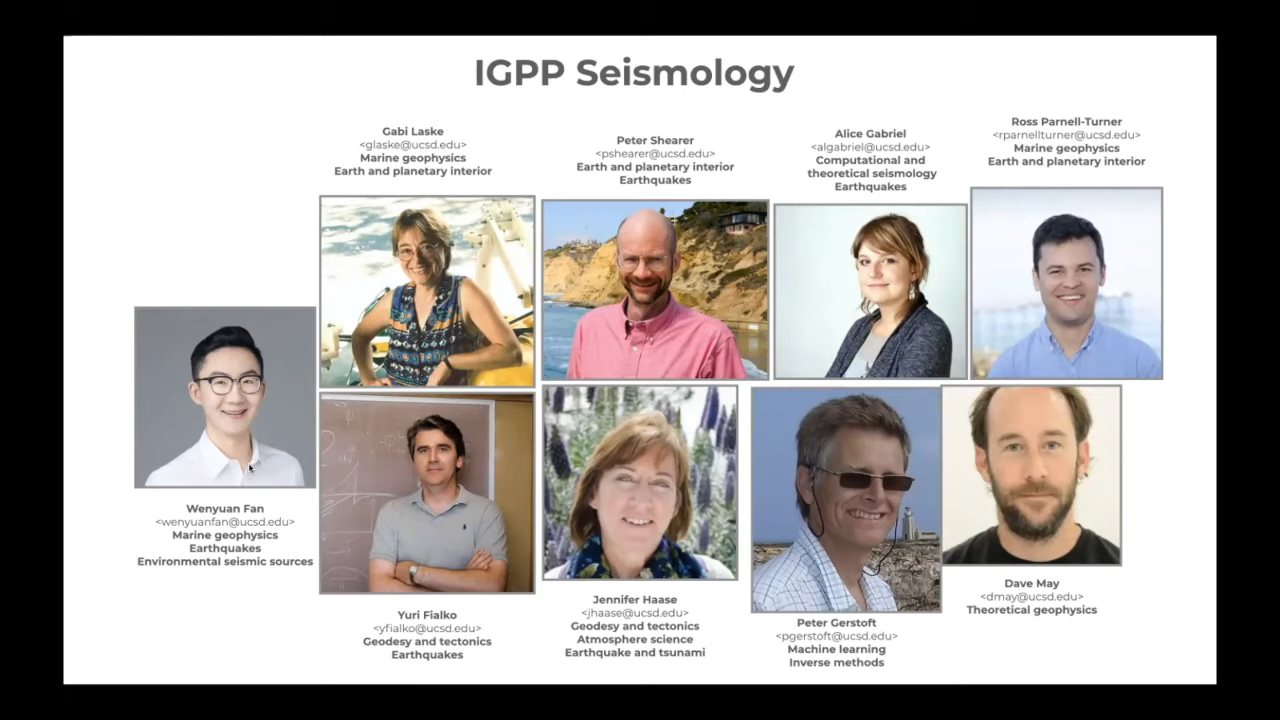 IGPP Seismology
Gabi Laske
<glaske@ucsd.edu>
Marine geophysics
Earth and planetary interior
Peter Shearer
<pshearer@ucsd.edu>
Earth and planetary interior
Earthquakes
Alice Gabriel
<algabriel@ucsd.edu>
Computational and
theoretical seismology
Earthquakes
Ross Parnell-Turner
<rparnellturner@ucsd.edu>
Marine geophysics
Earth and planetary interior
Wenyuan Fan
<wenyuanfan@ucsd.edu>
Marine geophysics
Earthquakes
Environmental seismic sources
Yuri Fialko
<yfialko@ucsd.edu>
Geodesy and tectonics
Earthquakes
Jennifer Haase
<jhaase@ucsd.edu>
Geodesy and tectonics
Atmosphere science
Earthquake and tsunami
Peter Gerstoft
<pgerstoft@ucsd.edu>
Machine learning
Inverse methods
Dave May
<dmay@ucsd.edu>
Theoretical geophysics